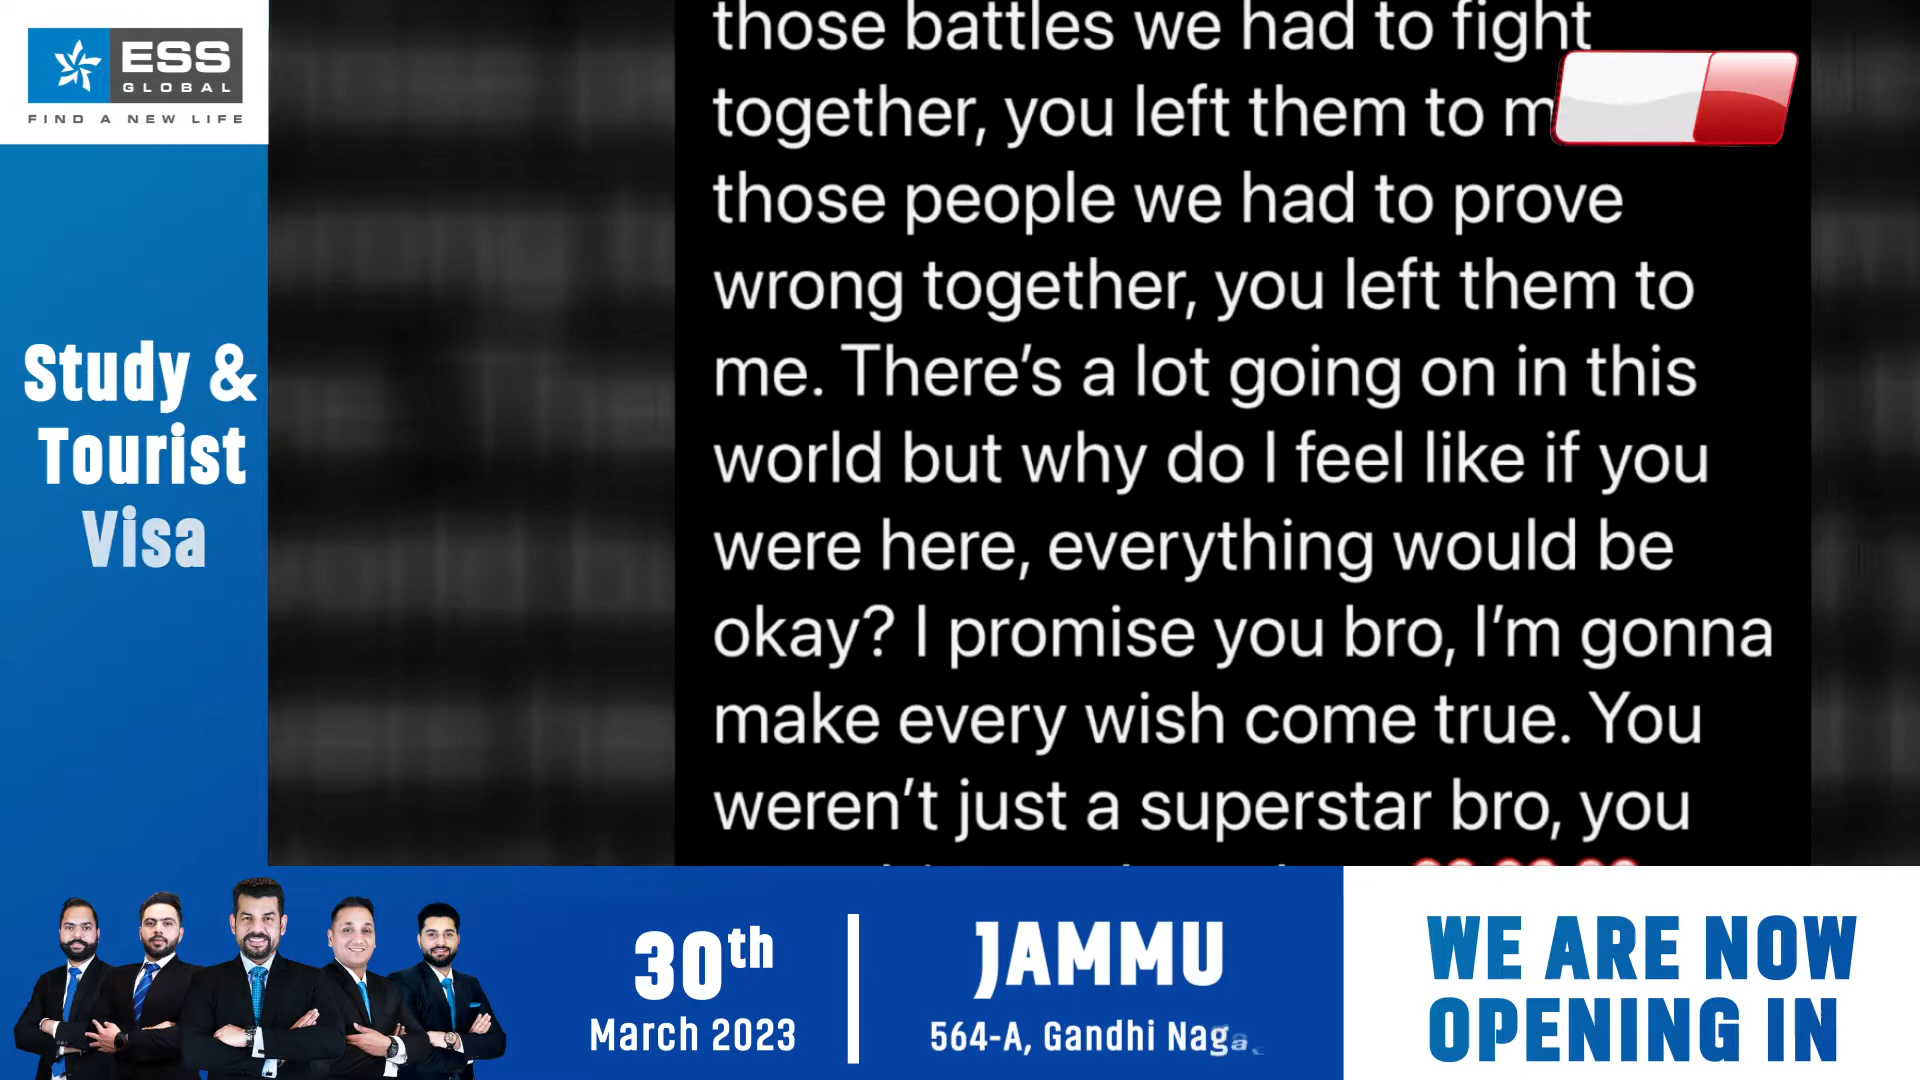 ESS
GLOBAL
FIND A NEW LIFE
Study &
Tourist
Visa
those battles we had to fight
together, you left them to
those people we had to prove
wrong together, you left them to
me. There’s a lot going on in this
world but why do I feel like if you
were here, everything would be
okay? I promise you bro, I’m gonna
make every wish come true. You
weren’t just a superstar bro, you
30th
March 2023
JAMMU
564-A, Gandhi
WE ARE NOW
OPENING IN